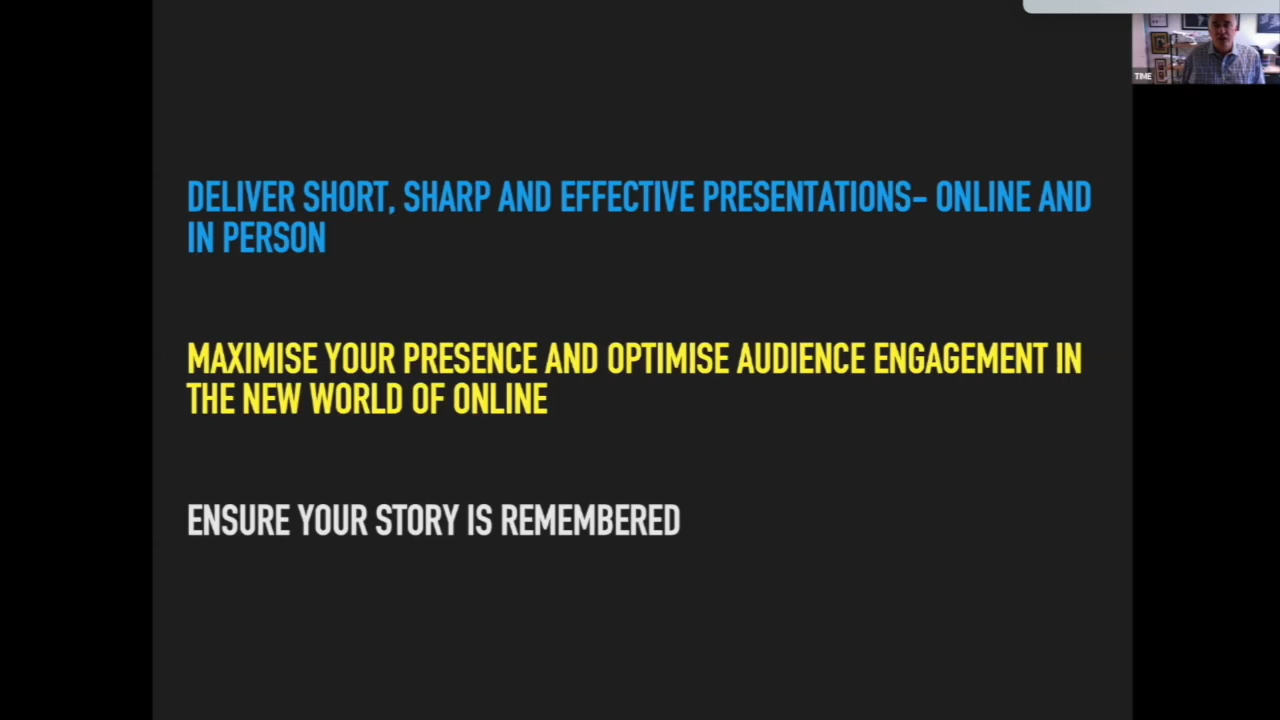 TIME
DELIVER SHORT, SHARP AND EFFECTIVE PRESENTATIONS- ONLINE AND
IN PERSON
MAXIMISE YOUR PRESENCE AND OPTIMISE AUDIENCE ENGAGEMENT IN
THE NEW WORLD OF ONLINE
ENSURE YOUR STORY IS REMEMBERED